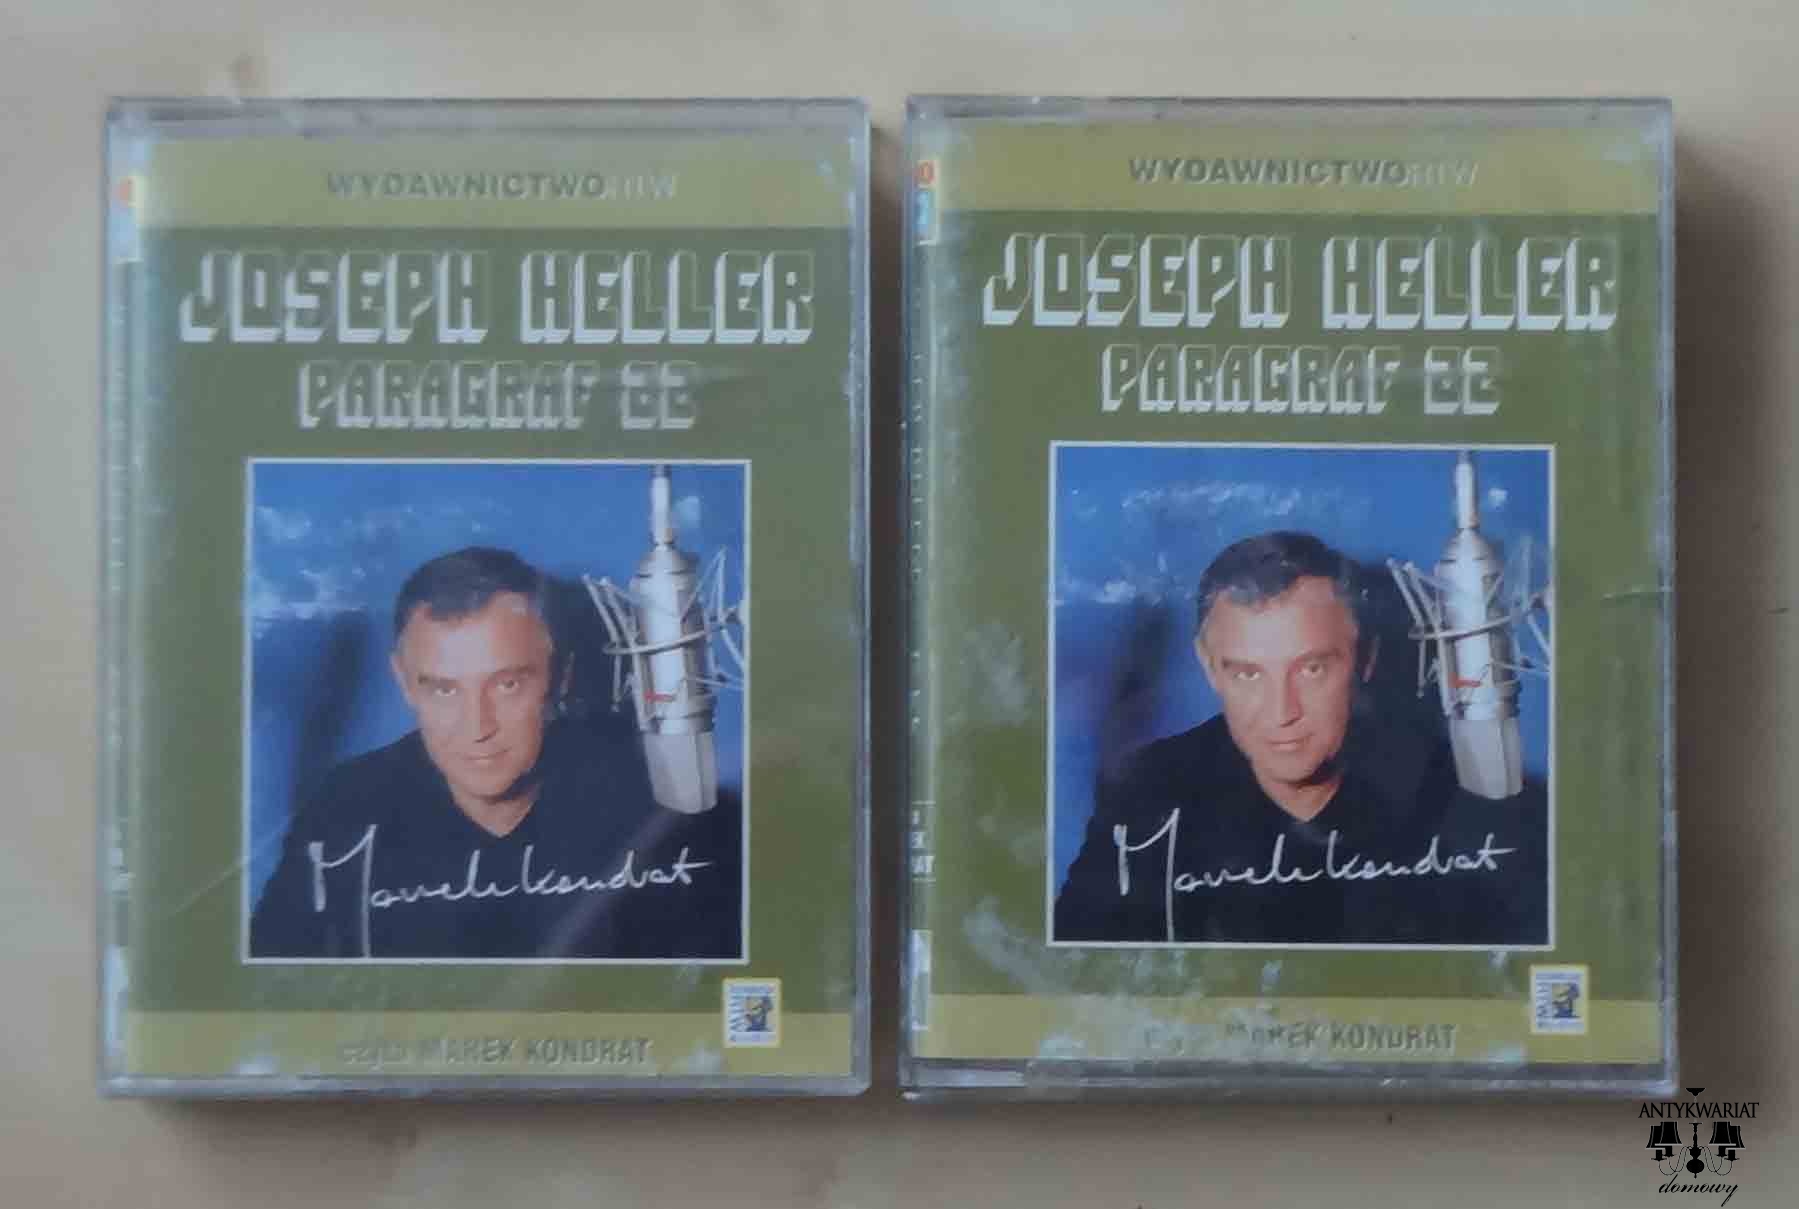 WYDAWNICTWO
JOSEPH HELLER
PARAGRAF 22
Marek Kondrat
czyta MAREK KONDRAT
WYDAWNICTWO
JOSEPH HELLER
PARAGRAF 22
Marek Kondrat
MAREK KONDRAT
ANTYKWARIAT
domowy